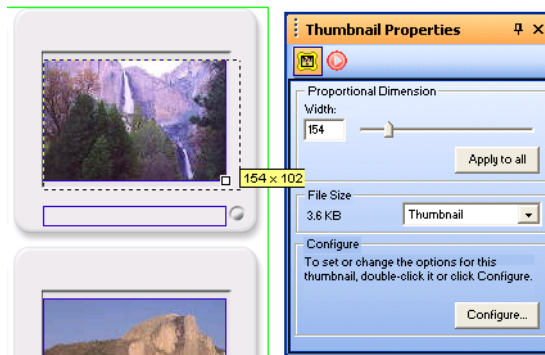 154 × 102
Thumbnail Properties
Proportional Dimension
Width:
154
Apply to all
File Size
3.6 KB
Thumbnail
Configure
To set or change the options for this
thumbnail, double-click it or click Configure.
Configure...